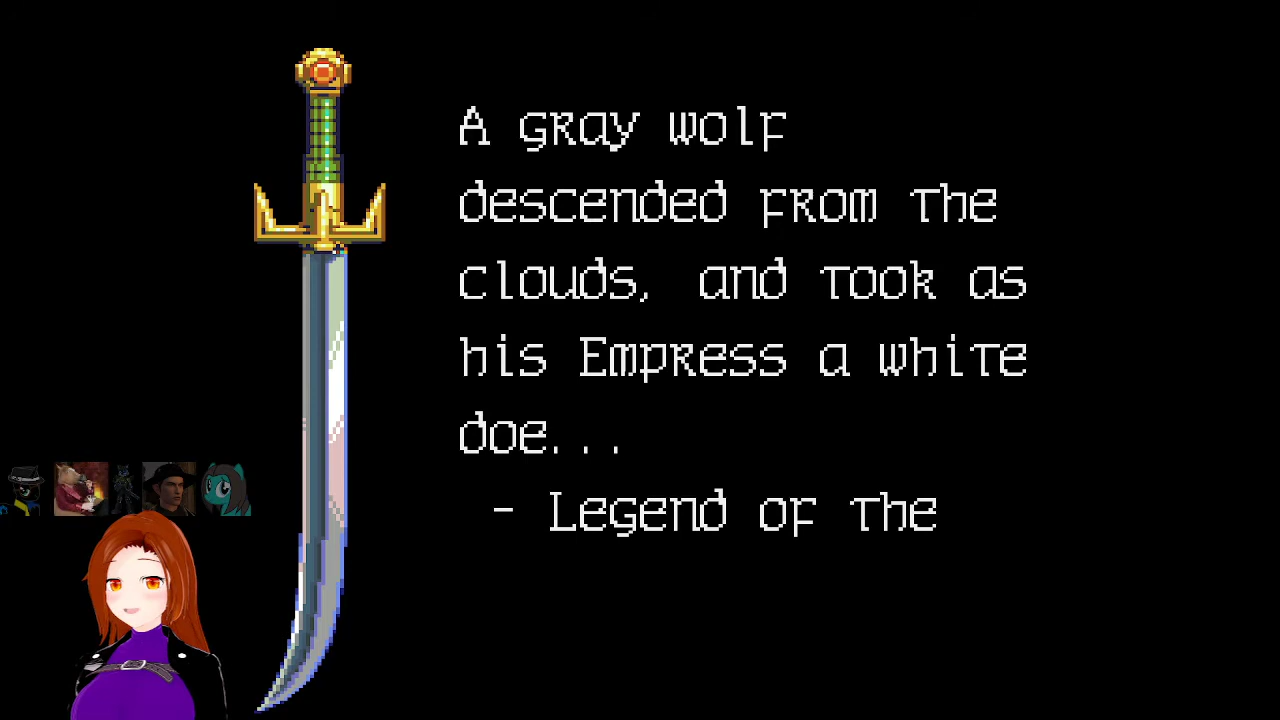 A gray wolf
descended from the
clouds, and took as
his Empress a white
doe...
- Legend of the